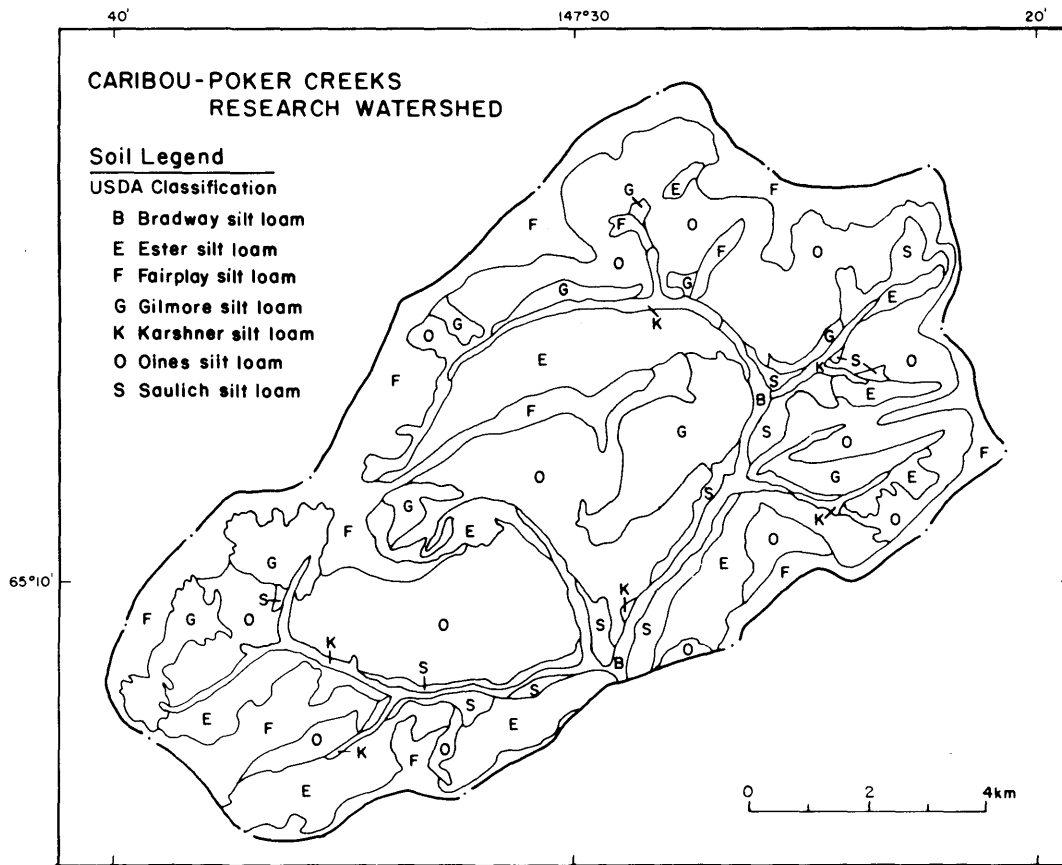 40'
147°30
20'
CARIBOU-POKER CREEKS
RESEARCH WATERSHED
Soil Legend
USDA Classification
B Bradway silt loam
E Ester silt loam
F Fairplay silt loam
G Gilmore silt loam
K Karshner silt loam
O Oines silt loam
S Saulich silt loam
F
G
E
F
F
O
O
O
S
F
O
F
G
G
E
O
G
K
G
S
K
S
O
E
F
E
B
E
F
G
S
O
F
O
G
E
S
G
K
O
E
O
F
G
E
F
65°10'
S
K
F
G
O
O
S
S
K
S
B
O
E
F
S
S
E
O
K
F
O
E
0 2 4km